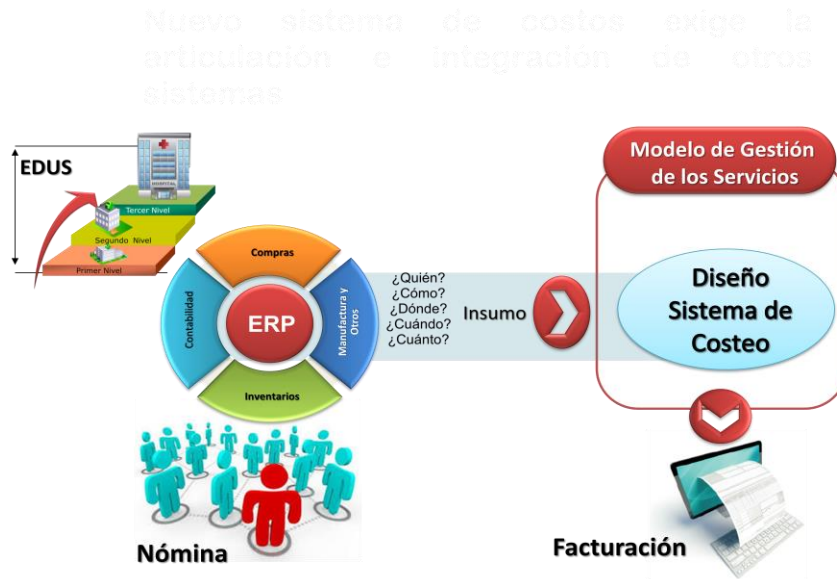 Nuevo sistema de costos exige la
articulación e integración de otros
sistemas
EDUS
HOSPITAL
Tercer Nivel
Segundo Nivel
Primer Nivel
Compras
Contabilidad
ERP
Manufactura y
Otros
Inventarios
¿Quién?
¿Cómo?
¿Dónde?
¿Cuándo?
¿Cuánto?
Insumo
Modelo de Gestión
de los Servicios
Diseño
Sistema de
Costeo
Nómina
Facturación